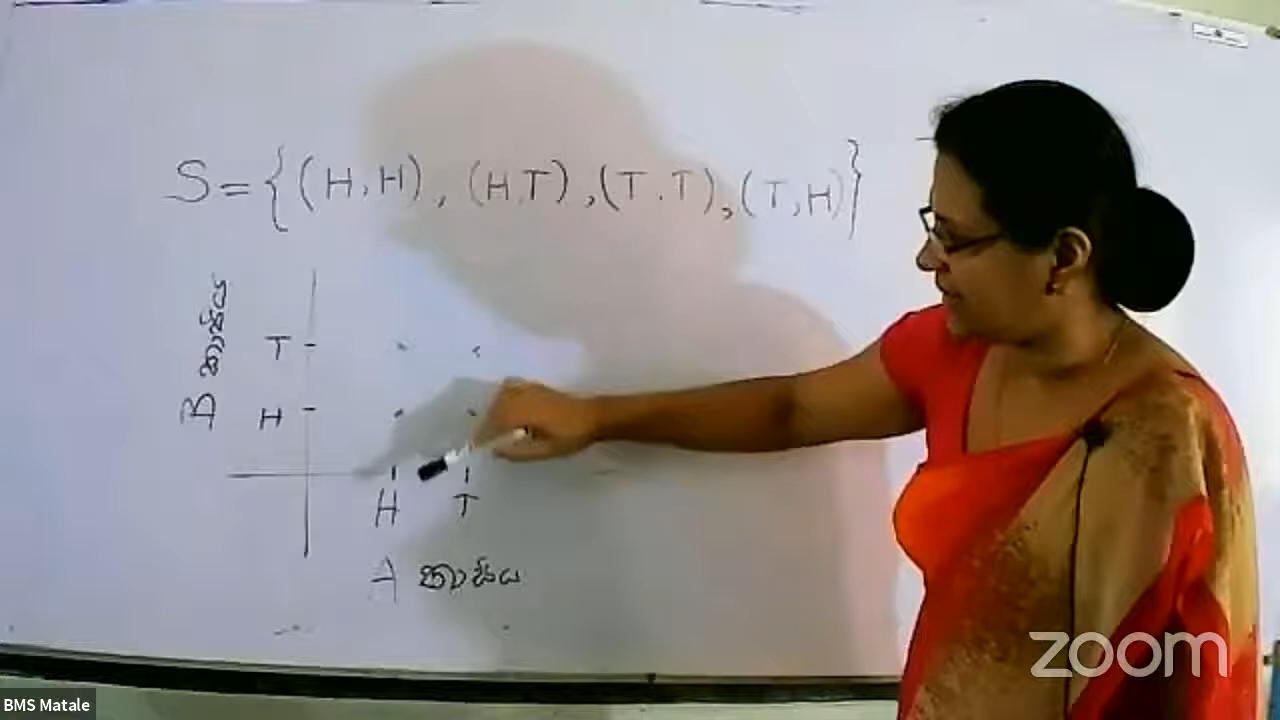 S = {(H, H), (H, T), (T, T), (T, H)}
B කාසිය
T
H
H T
A කාසිය
zoom
BMS Matale